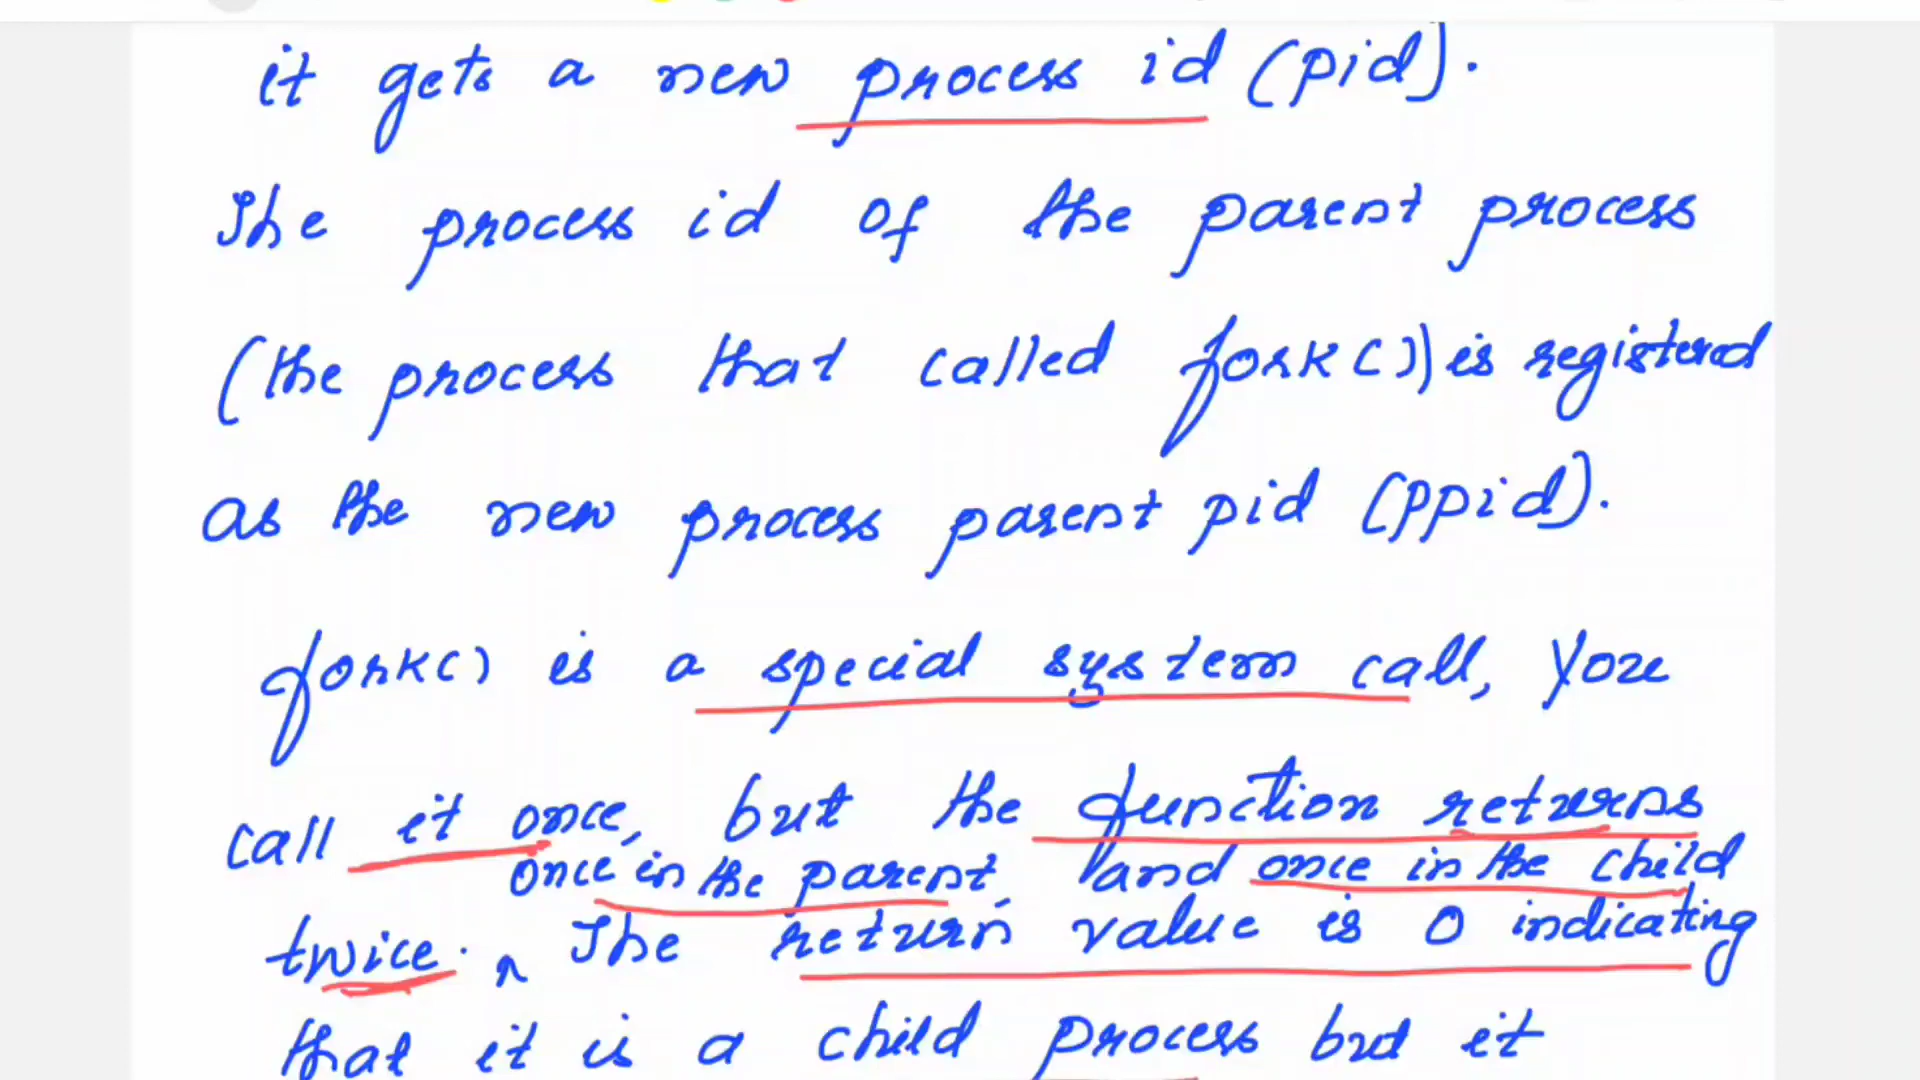 it gets a new process id (pid).
The process id of the parent process
(the process that called fork()) is registered
as the new process parent pid (ppid).
fork() is a special system call, you
call it once, but the function returns
once in the parent, and once in the child
twice. ^ The return value is 0 indicating
that it is a child process but it